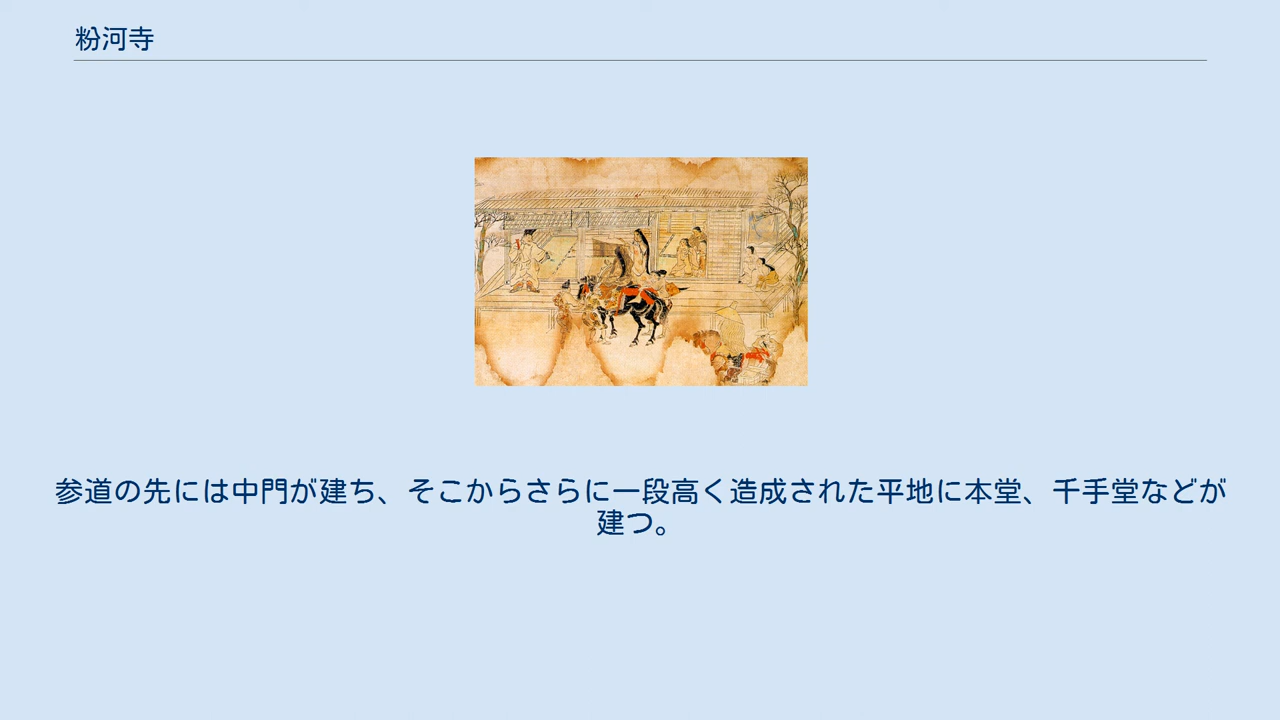 粉河寺
参道の先には中門が建ち、そこからさらに一段高く造成された平地に本堂、千手堂などが
建つ。